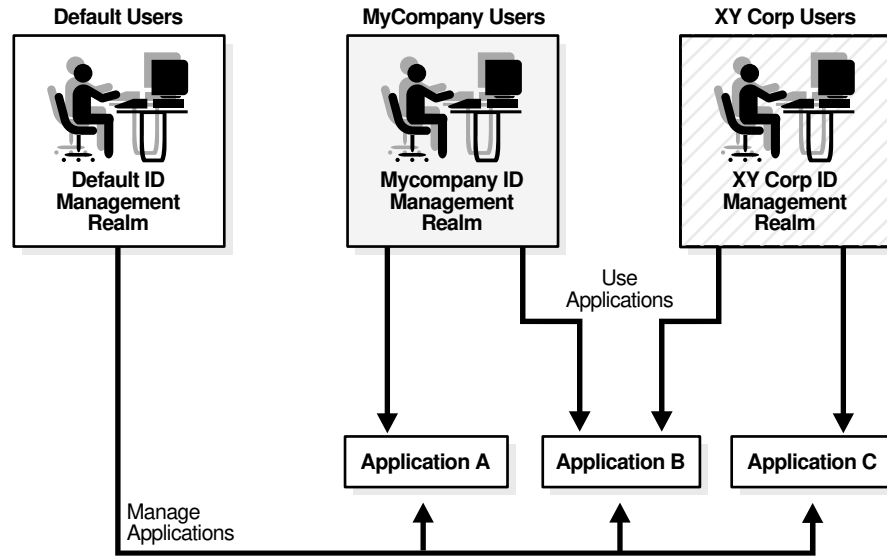 Default Users
MyCompany Users
XY Corp Users
Default ID
Management
Realm
Mycompany ID
Management
Realm
XY Corp ID
Management
Realm
Use
Applications
Application A
Application B
Application C
Manage
Applications